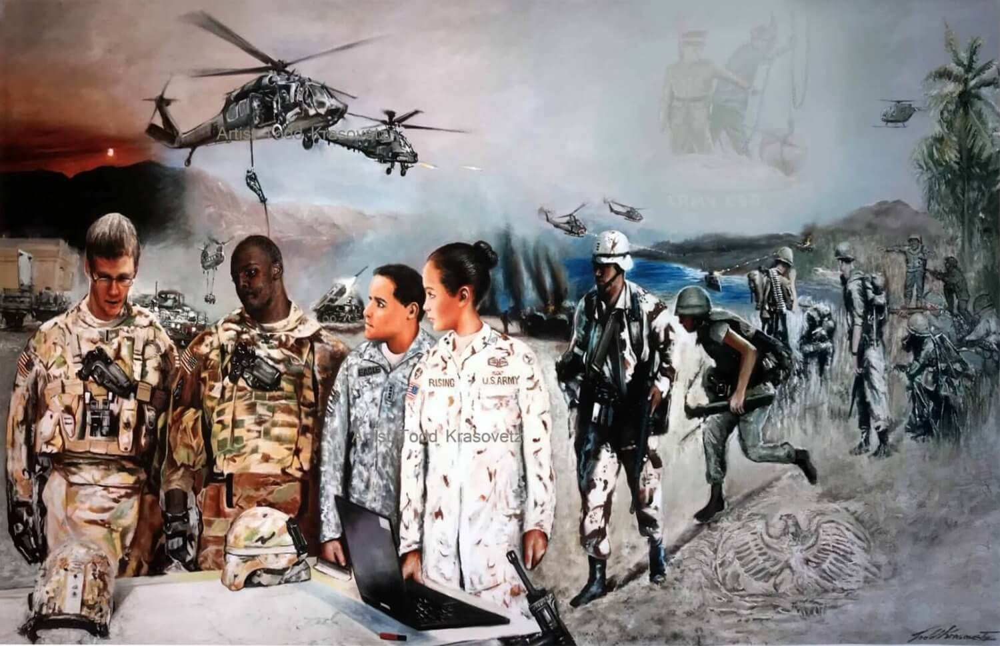 Artist Todd Krasovetz
EAGLE
RISING
U.S. ARMY
Artist Todd Krasovetz